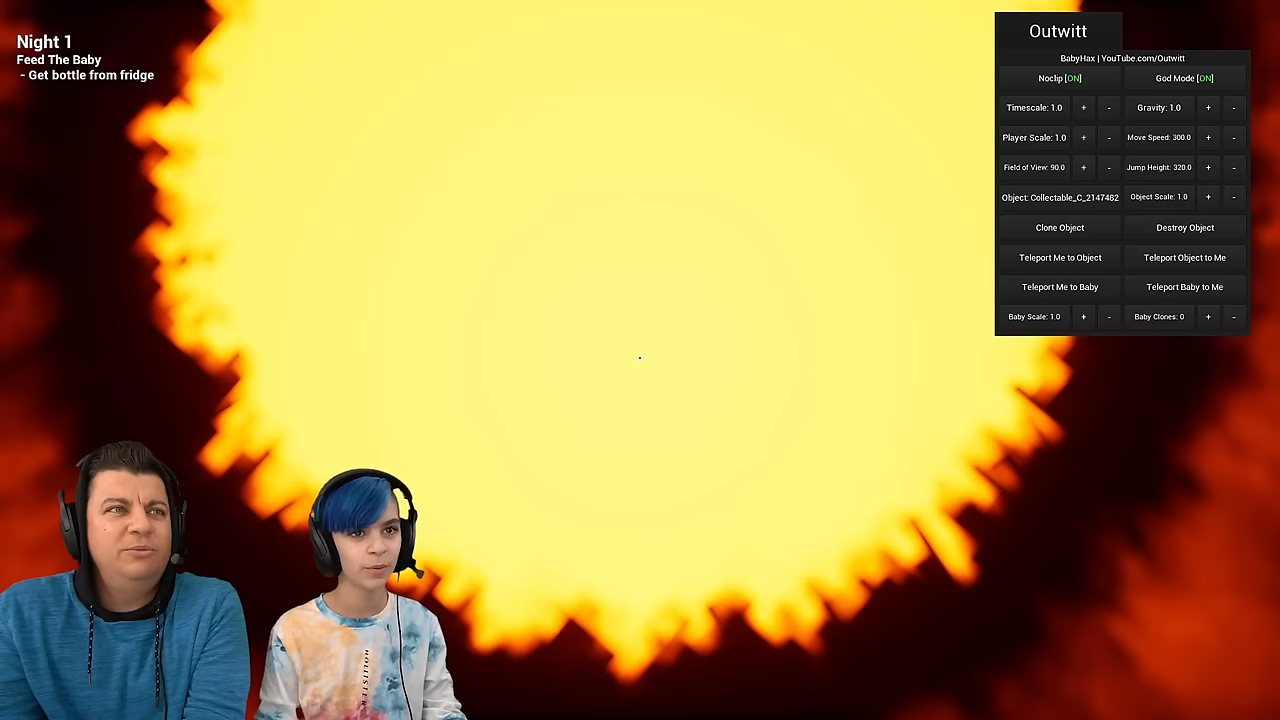 Night 1
Feed The Baby
- Get bottle from fridge
Outwitt
BabyHax | YouTube.com/Outwitt
Noclip [ON] God Mode [ON]
Timescale: 1.0 + - Gravity: 1.0 + -
Player Scale: 1.0 + - Move Speed: 300.0 + -
Field of View: 90.0 + - Jump Height: 320.0 + -
Object: Collectable_C_2147482 Object Scale: 1.0 + -
Clone Object Destroy Object
Teleport Me to Object Teleport Object to Me
Teleport Me to Baby Teleport Baby to Me
Baby Scale: 1.0 + - Baby Clones: 0 + -